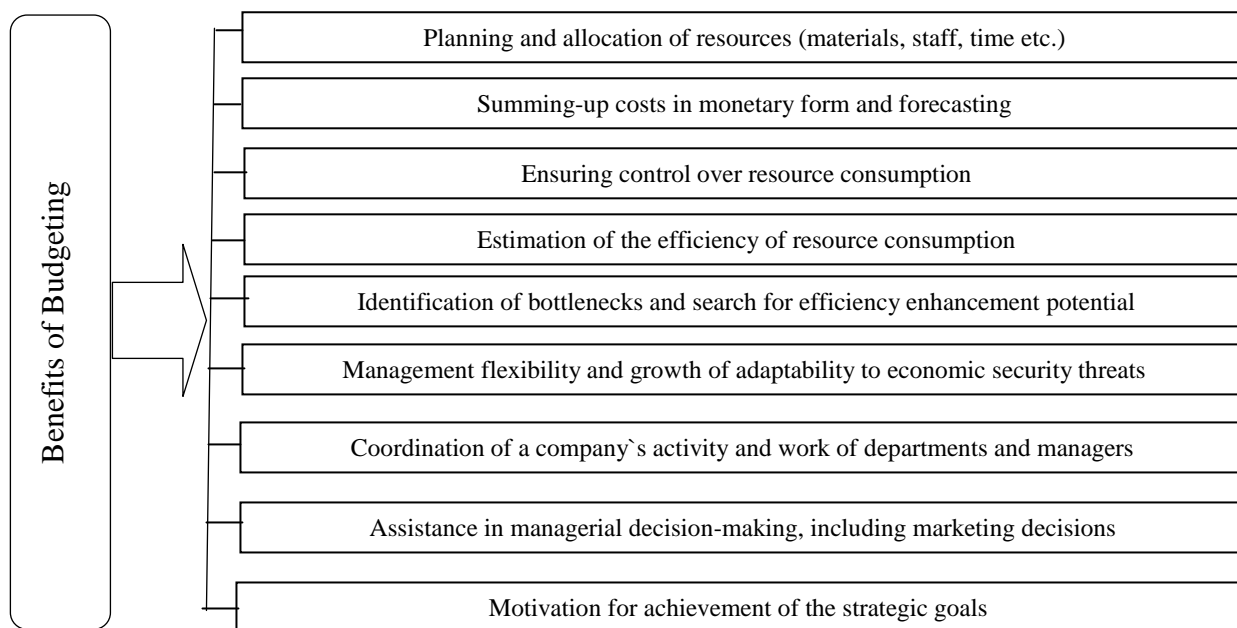 Benefits of Budgeting
Planning and allocation of resources (materials, staff, time etc.)
Summing-up costs in monetary form and forecasting
Ensuring control over resource consumption
Estimation of the efficiency of resource consumption
Identification of bottlenecks and search for efficiency enhancement potential
Management flexibility and growth of adaptability to economic security threats
Coordination of a company`s activity and work of departments and managers
Assistance in managerial decision-making, including marketing decisions
Motivation for achievement of the strategic goals